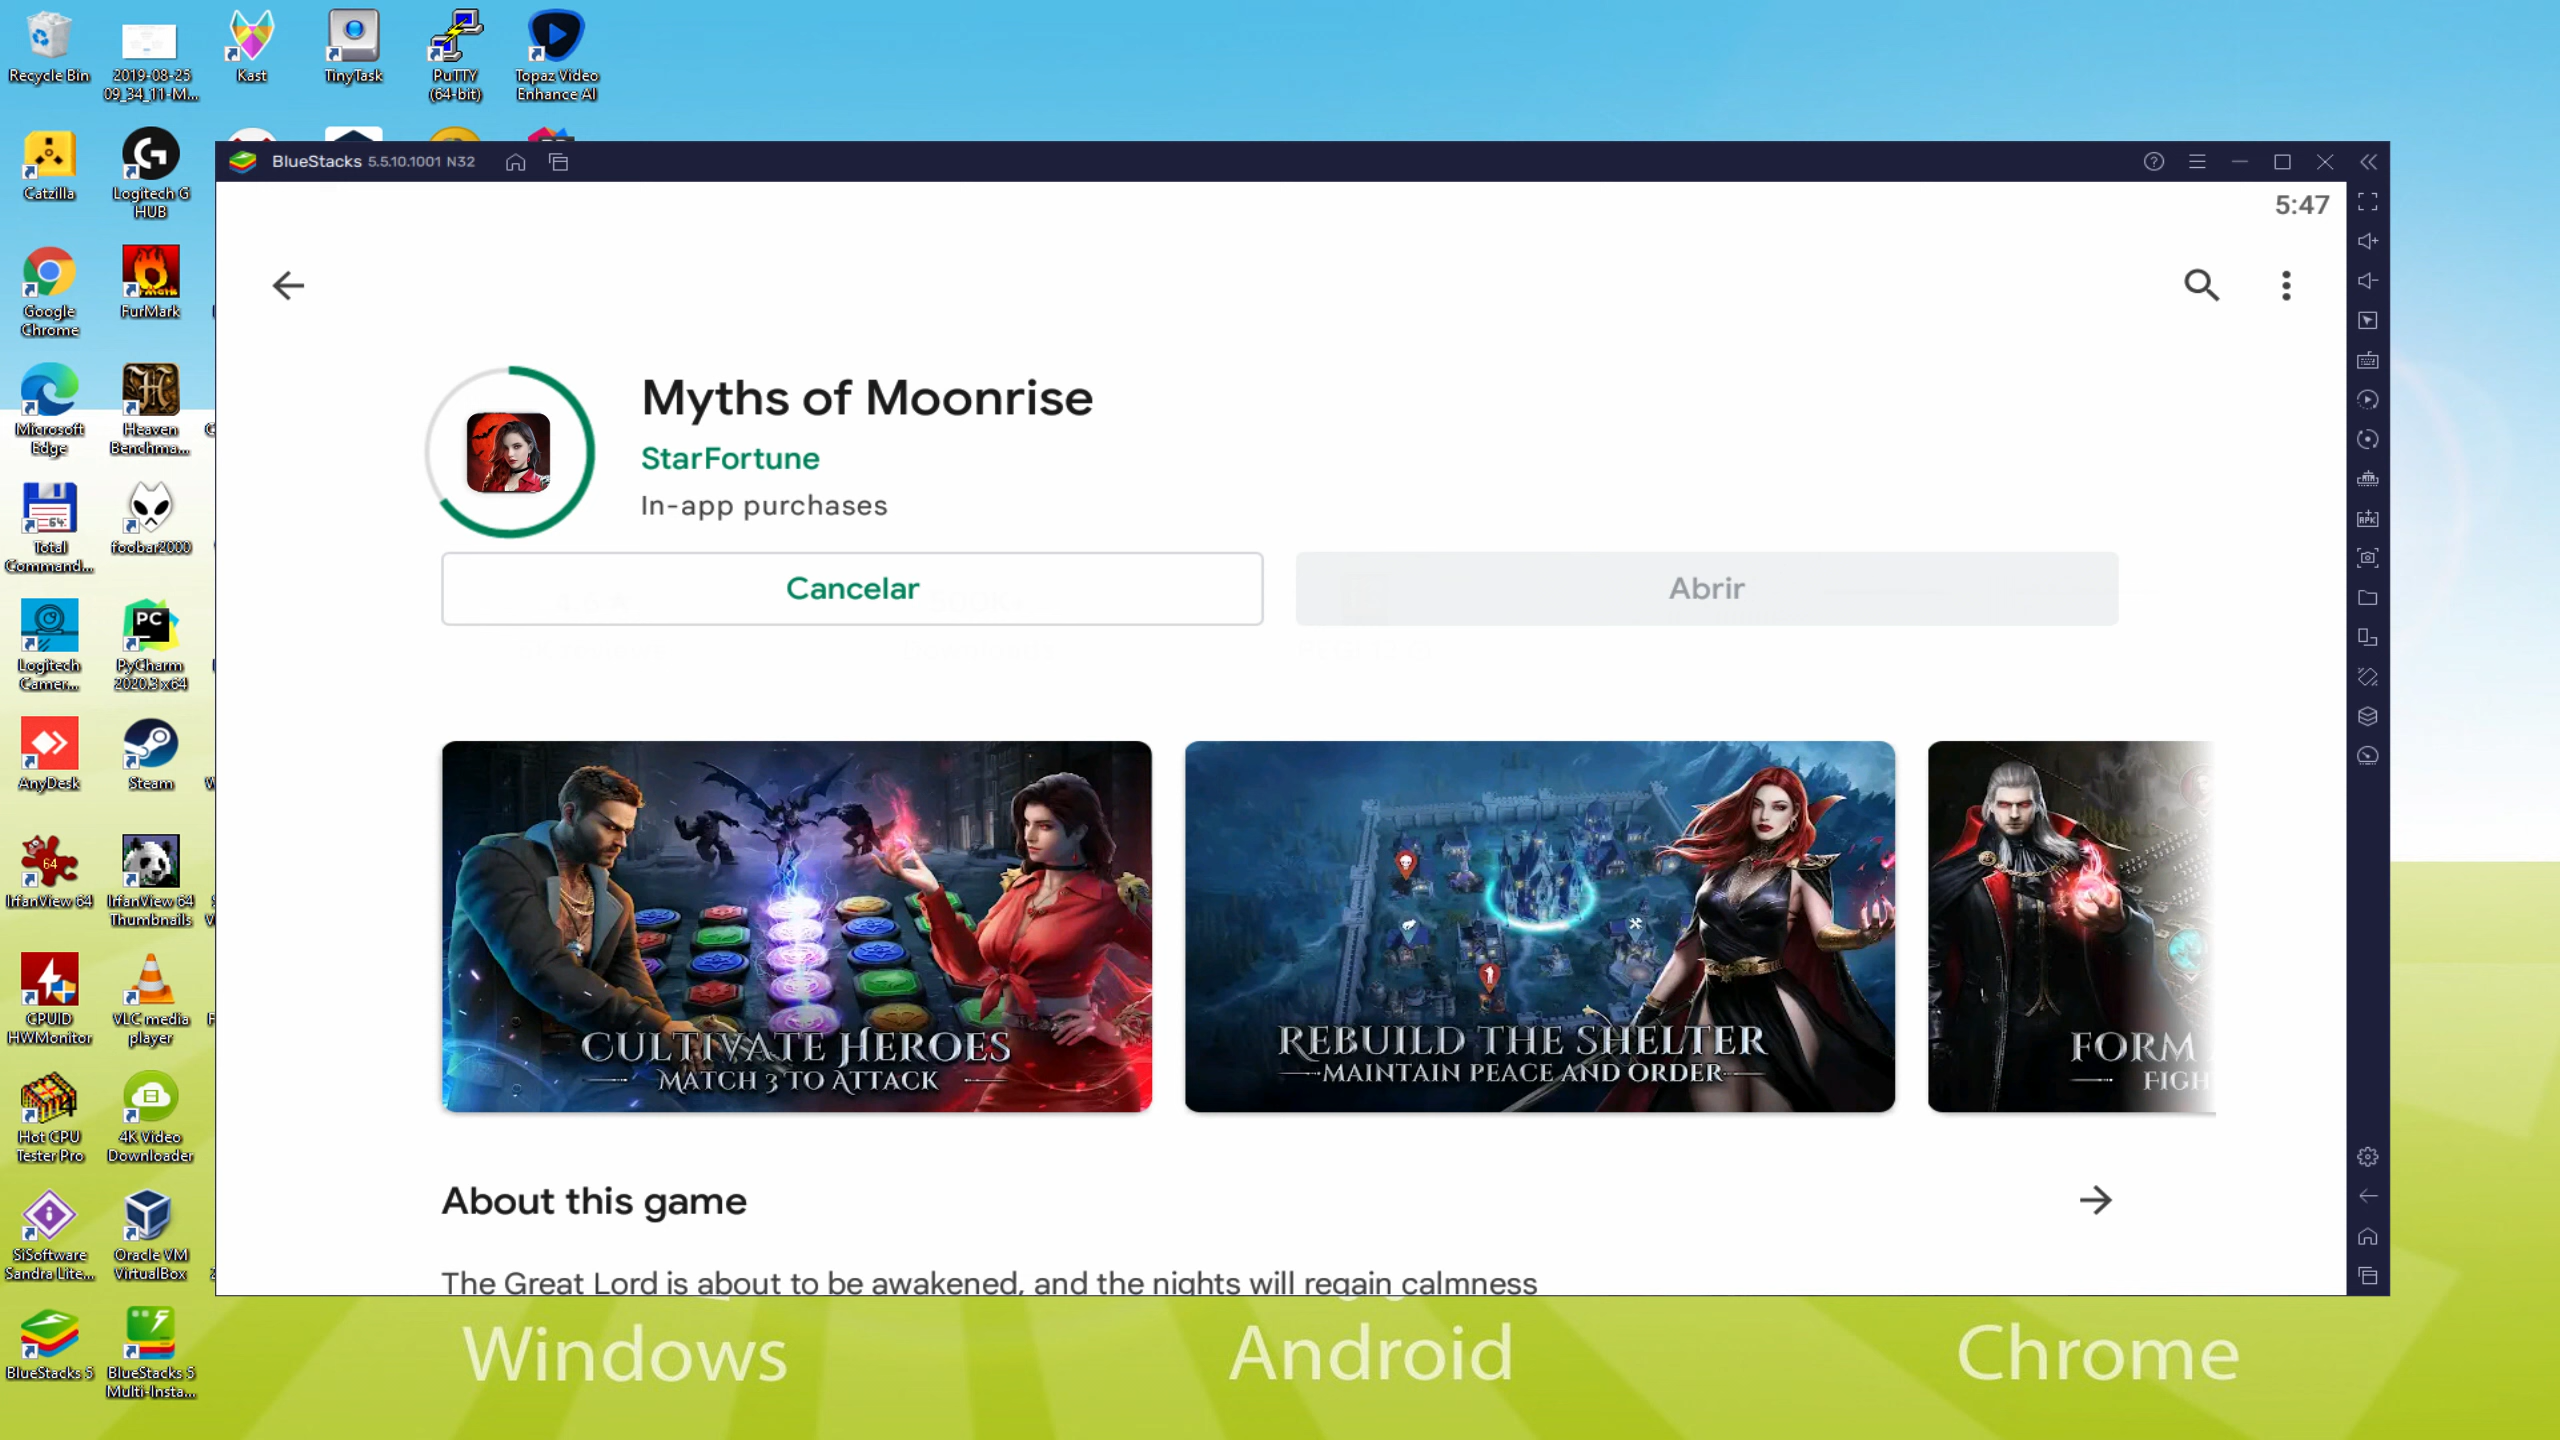 Recycle Bin
2019-08-25
09_34_11-M...
Kast
TinyTask
PuTTY
(64-bit)
Topaz Video
Enhance AI
Catzilla
Logitech G
HUB
Google
Chrome
FurMark
Microsoft
Edge
Heaven
Benchma...
Total
Command...
foobar2000
Logitech
Camer...
PyCharm
2020.3 x64
AnyDesk
Steam
IrfanView 64
IrfanView 64
Thumbnails
CPUID
HWMonitor
VLC media
player
Hot CPU
Tester Pro
4K Video
Downloader
SiSoftware
Sandra Lite...
Oracle VM
VirtualBox
BlueStacks 5
BlueStacks 5
Multi-Insta...
BlueStacks 5.5.10.1001 N32
5:47
Myths of Moonrise
StarFortune
In-app purchases
Cancelar
Abrir
CULTIVATE HEROES
MATCH 3 TO ATTACK
REBUILD THE SHELTER
MAINTAIN PEACE AND ORDER
FORM
FIGH
About this game
The Great Lord is about to be awakened, and the nights will regain calmness
Windows
Android
Chrome